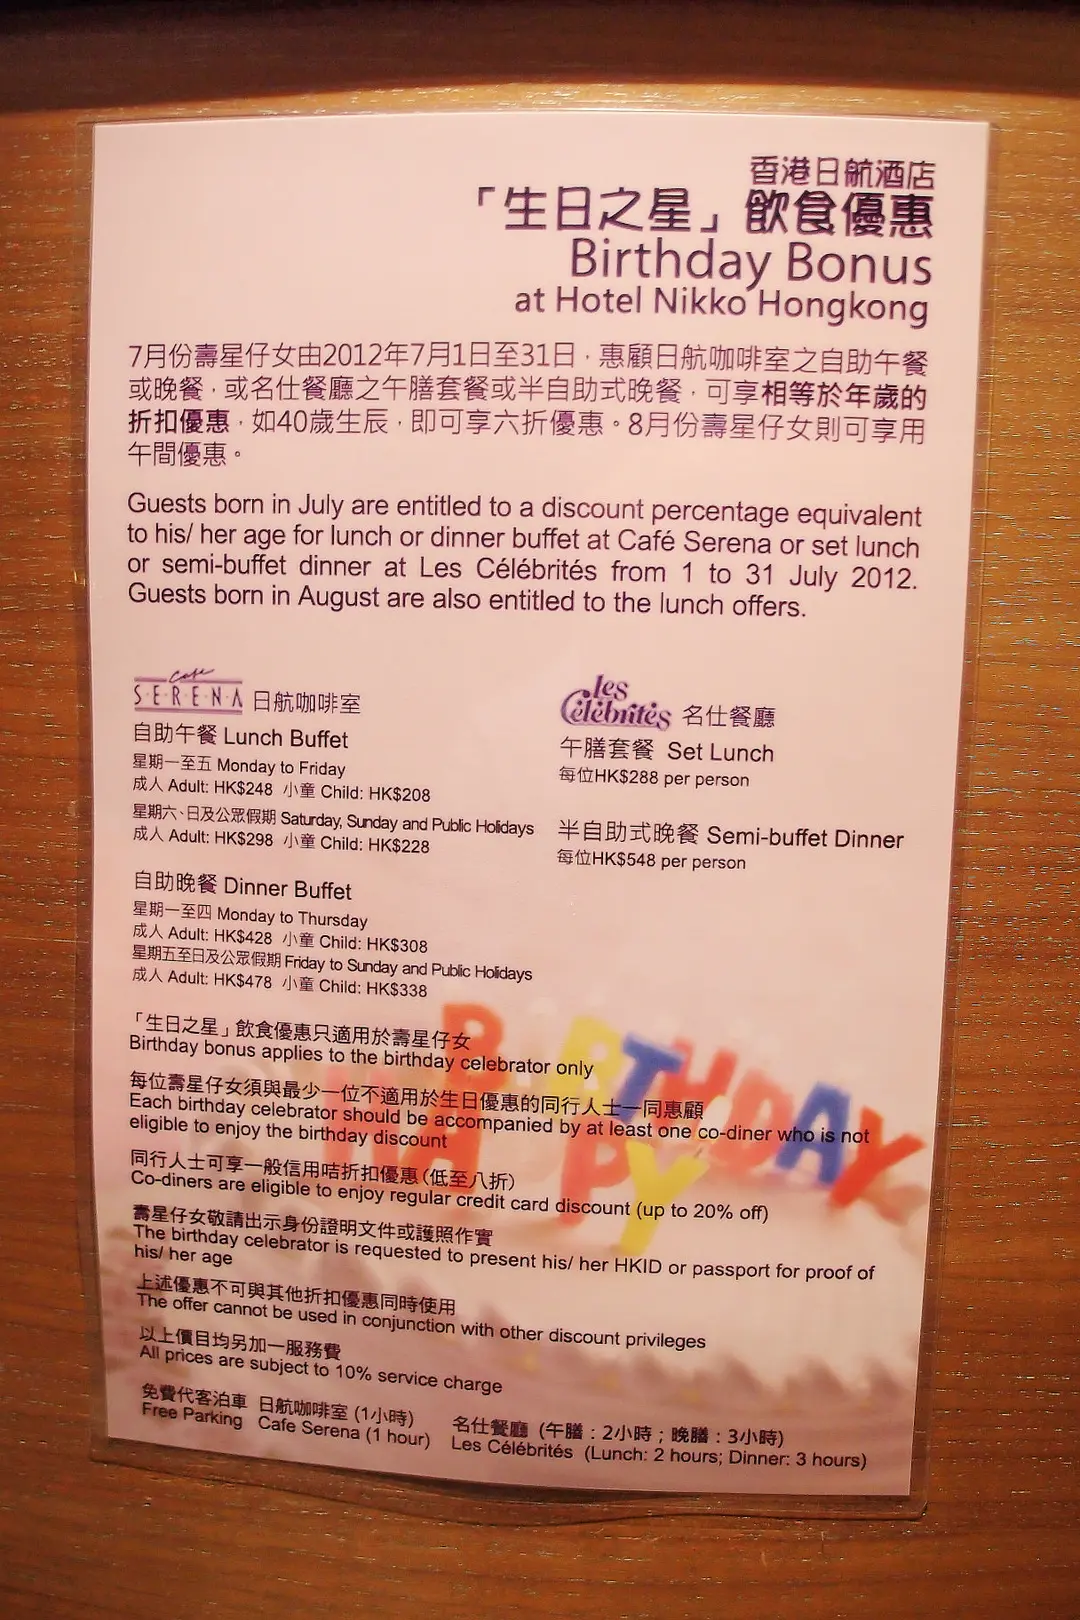 香港日航酒店
「生日之星」飲食優惠
Birthday Bonus
at Hotel Nikko Hongkong
7月份壽星仔女由2012年7月1日至31日，惠顧日航咖啡室之自助午餐
或晚餐，或名仕餐廳之午膳套餐或半自助式晚餐，可享相等於年歲的
折扣優惠，如40歲生辰，即可享六折優惠。8月份壽星仔女則可享用
午間優惠。
Guests born in July are entitled to a discount percentage equivalent
to his/ her age for lunch or dinner buffet at Café Serena or set lunch
or semi-buffet dinner at Les Célébrités from 1 to 31 July 2012.
Guests born in August are also entitled to the lunch offers.
Cafe
S·E·R·E·N·A 日航咖啡室
自助午餐 Lunch Buffet
星期一至五 Monday to Friday
成人 Adult: HK$248 小童 Child: HK$208
星期六、日及公眾假期 Saturday, Sunday and Public Holidays
成人 Adult: HK$298 小童 Child: HK$228
自助晚餐 Dinner Buffet
星期一至四 Monday to Thursday
成人 Adult: HK$428 小童 Child: HK$308
星期五至日及公眾假期 Friday to Sunday and Public Holidays
成人 Adult: HK$478 小童 Child: HK$338
les
Célébrités 名仕餐廳
午膳套餐 Set Lunch
每位HK$288 per person
半自助式晚餐 Semi-buffet Dinner
每位HK$548 per person
「生日之星」飲食優惠只適用於壽星仔女
Birthday bonus applies to the birthday celebrator only
每位壽星仔女須與最少一位不適用於生日優惠的同行人士一同惠顧
Each birthday celebrator should be accompanied by at least one co-diner who is not
eligible to enjoy the birthday discount
同行人士可享一般信用咭折扣優惠（低至八折）
Co-diners are eligible to enjoy regular credit card discount (up to 20% off)
壽星仔女敬請出示身份證明文件或護照作實
The birthday celebrator is requested to present his/ her HKID or passport for proof of
his/ her age
上述優惠不可與其他折扣優惠同時使用
The offer cannot be used in conjunction with other discount privileges
以上價目均另加一服務費
All prices are subject to 10% service charge
免費代客泊車 日航咖啡室 (1小時) 名仕餐廳 (午膳：2小時；晚膳：3小時)
Free Parking Cafe Serena (1 hour) Les Célébrités (Lunch: 2 hours; Dinner: 3 hours)
HAPPY
BIRTHDAY